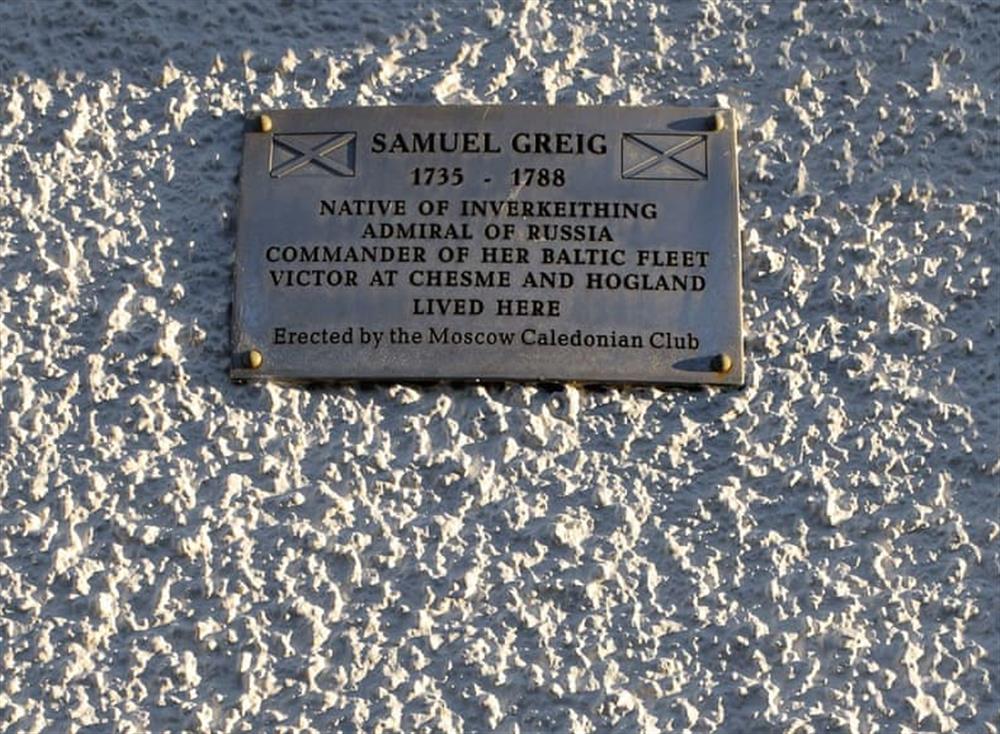 SAMUEL GREIG
1735 - 1788
NATIVE OF INVERKEITHING
ADMIRAL OF RUSSIA
COMMANDER OF HER BALTIC FLEET
VICTOR AT CHESME AND HOGLAND
LIVED HERE
Erected by the Moscow Caledonian Club